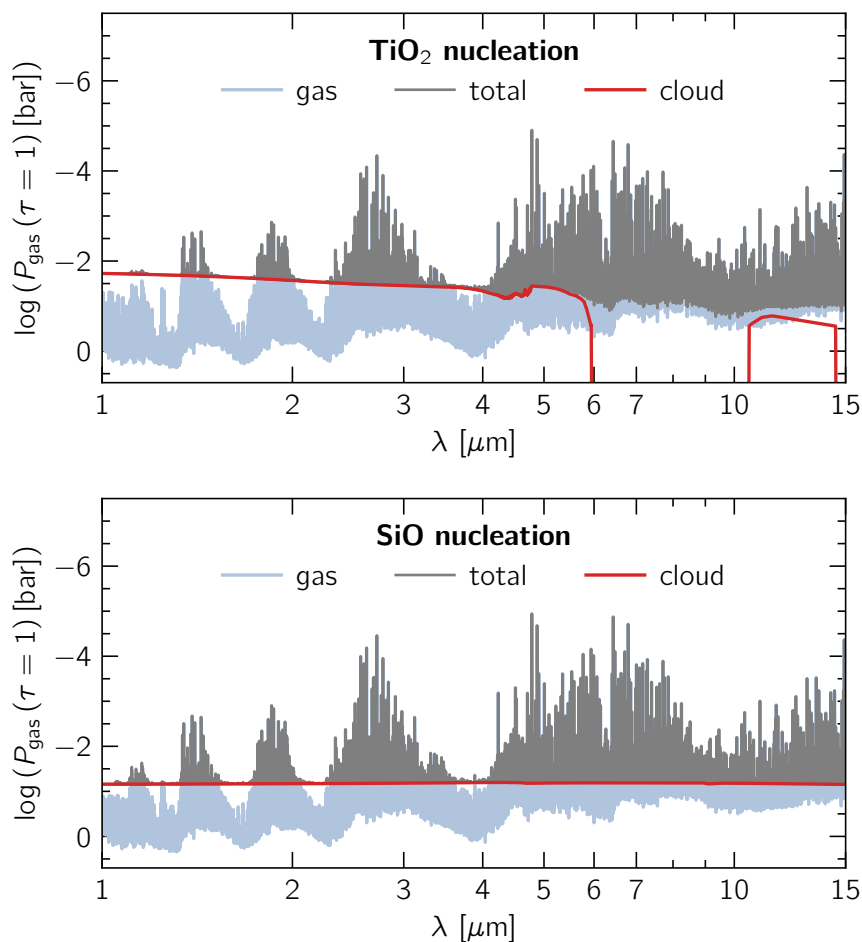 TiO₂ nucleation
gas total cloud
log (P_gas (τ = 1) [bar])
−6
−4
−2
0
1 2 3 4 5 6 7 10 15
λ [μm]
SiO nucleation
gas total cloud
log (P_gas (τ = 1) [bar])
−6
−4
−2
0
1 2 3 4 5 6 7 10 15
λ [μm]